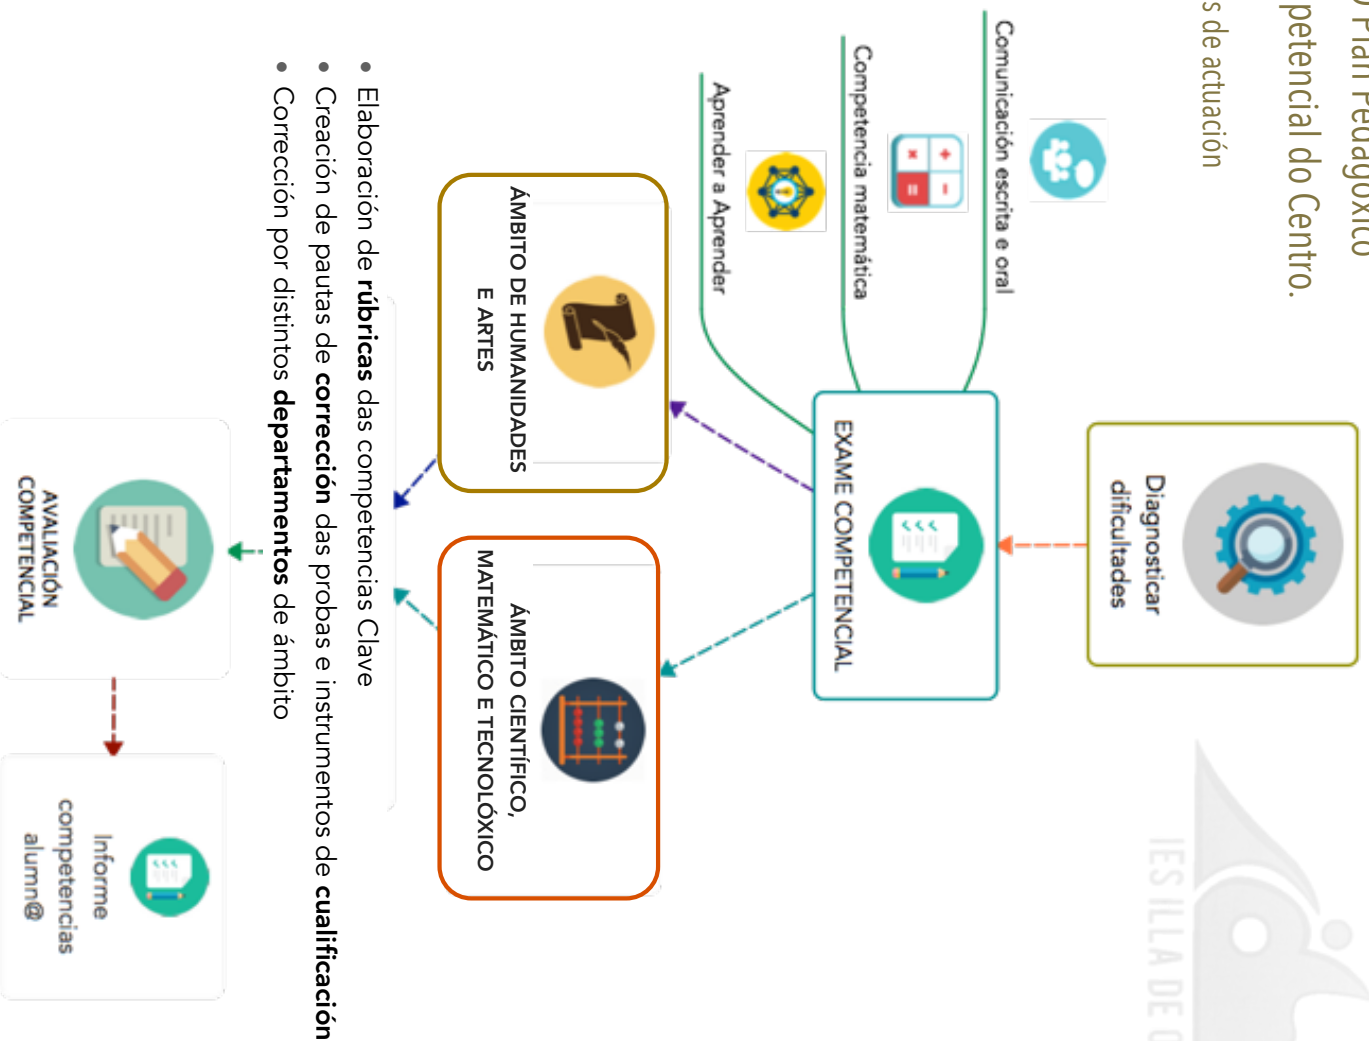 Plan Pedagóxico
petencial do Centro.
s de actuación
Diagnosticar
dificultades
EXAME COMPETENCIAL
Comunicación escrita e oral
Competencia matemática
Aprender a Aprender
ÁMBITO DE HUMANIDADES
E ARTES
ÁMBITO CIENTÍFICO,
MATEMÁTICO E TECNOLÓXICO
• Elaboración de rúbricas das competencias Clave
• Creación de pautas de corrección das probas e instrumentos de cualificación
• Corrección por distintos departamentos de ámbito
AVALIACIÓN
COMPETENCIAL
Informe
competencias
alumn@
IES ILLA DE